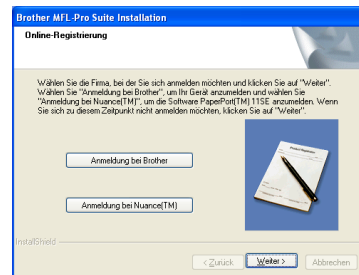 Brother MFL-Pro Suite Installation
Online-Registrierung
Wählen Sie die Firma, bei der Sie sich anmelden möchten und klicken Sie auf "Weiter".
Wählen Sie "Anmeldung bei Brother", um Ihr Gerät anzumelden und wählen Sie
"Anmeldung bei Nuance(TM)", um die Software PaperPort(TM) 11SE anzumelden. Wenn
Sie sich zu diesem Zeitpunkt nicht anmelden möchten, klicken Sie auf "Weiter".
Anmeldung bei Brother
Anmeldung bei Nuance(TM)
InstallShield
< Zurück Weiter > Abbrechen